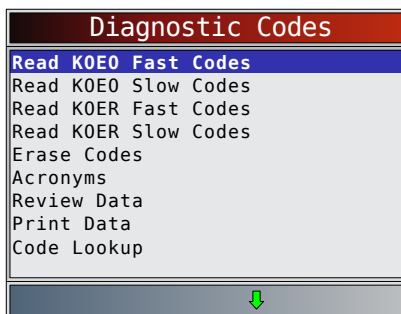 Diagnostic Codes
Read KOEO Fast Codes
Read KOEO Slow Codes
Read KOER Fast Codes
Read KOER Slow Codes
Erase Codes
Acronyms
Review Data
Print Data
Code Lookup